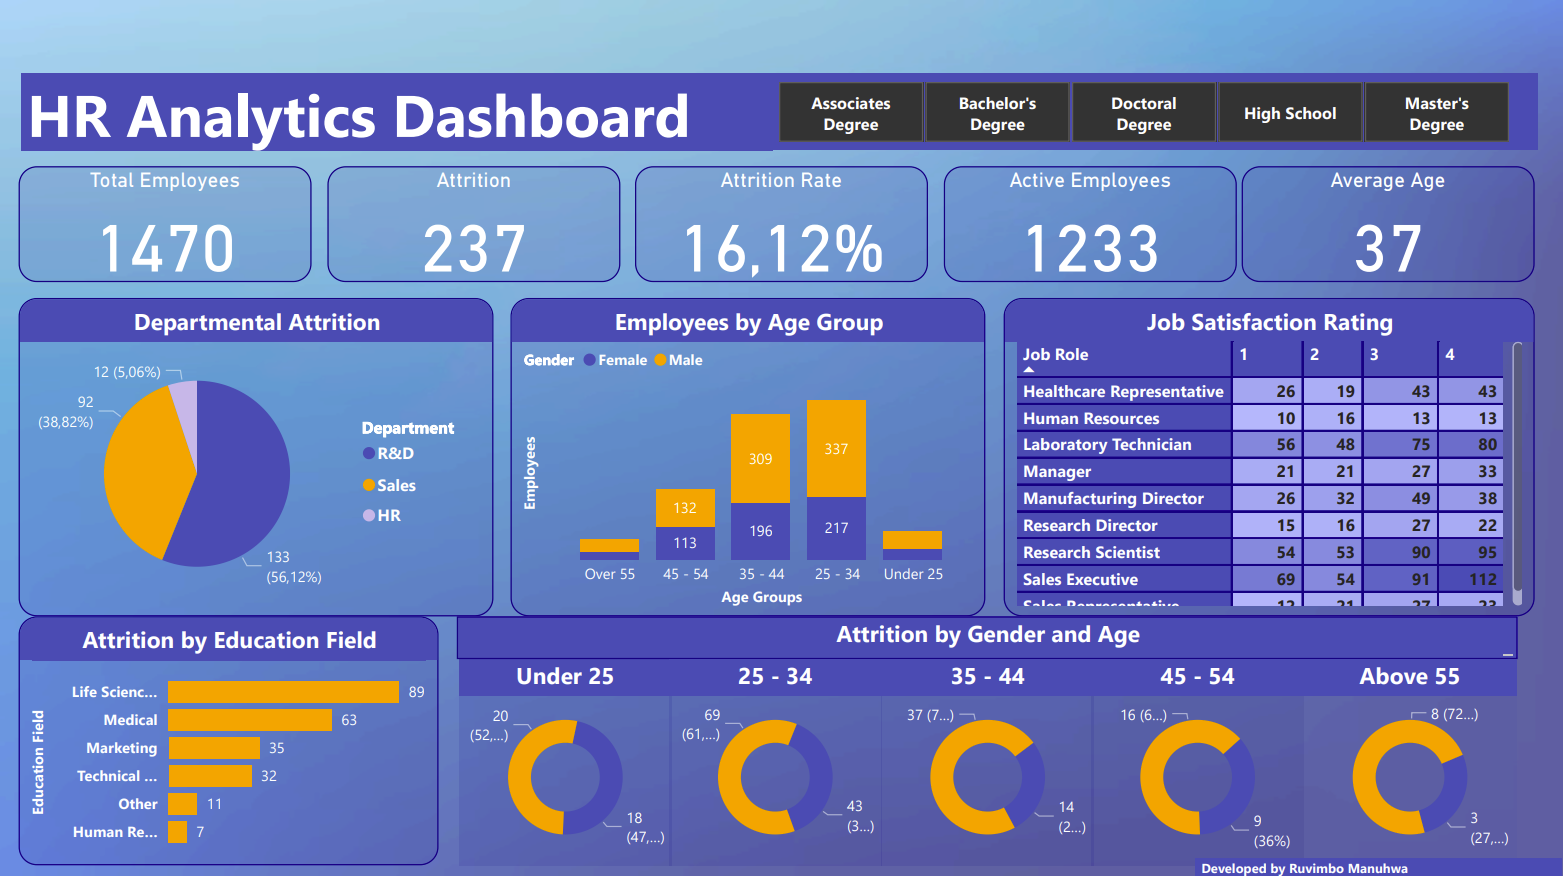 HR Analytics Dashboard
Associates
Degree
Bachelor's
Degree
Doctoral
Degree
High School
Master's
Degree
Total Employees
1470
Attrition
237
Attrition Rate
16,12%
Active Employees
1233
Average Age
37
Departmental Attrition
12 (5,06%)
92
(38,82%)
133
(56,12%)
Department
R&D
Sales
HR
Employees by Age Group
Gender Female Male
Employees
309
337
132
196
217
113
Over 55 45 - 54 35 - 44 25 - 34 Under 25
Age Groups
Job Satisfaction Rating
Job Role 1 2 3 4
Healthcare Representative 26 19 43 43
Human Resources 10 16 13 13
Laboratory Technician 56 48 75 80
Manager 21 21 27 33
Manufacturing Director 26 32 49 38
Research Director 15 16 27 22
Research Scientist 54 53 90 95
Sales Executive 69 54 91 112
Sales Representative 12 21 27 23
Attrition by Education Field
Education Field
Life Scienc... 89
Medical 63
Marketing 35
Technical ... 32
Other 11
Human Re... 7
Attrition by Gender and Age
Under 25
20
(52,...)
18
(47,...)
25 - 34
69
(61,...)
43
(3...)
35 - 44
37 (7...)
14
(2...)
45 - 54
16 (6...)
9
(36%)
Above 55
8 (72...)
3
(27,...)
Developed by Ruvimbo Manuhwa